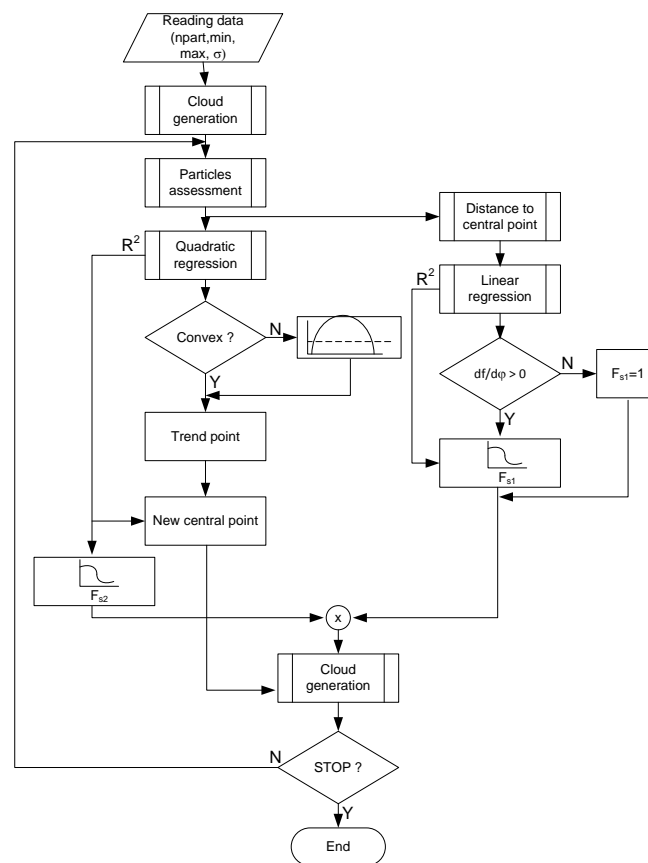 Reading data
(npart,min,
max, σ)
Cloud
generation
Particles
assessment
Distance to
central point
R²
Quadratic
regression
R²
Linear
regression
Convex ?
N
df/dφ > 0
N
Fs1=1
Y
Y
Trend point
Fs1
New central point
Fs2
x
Cloud
generation
N
STOP ?
Y
End